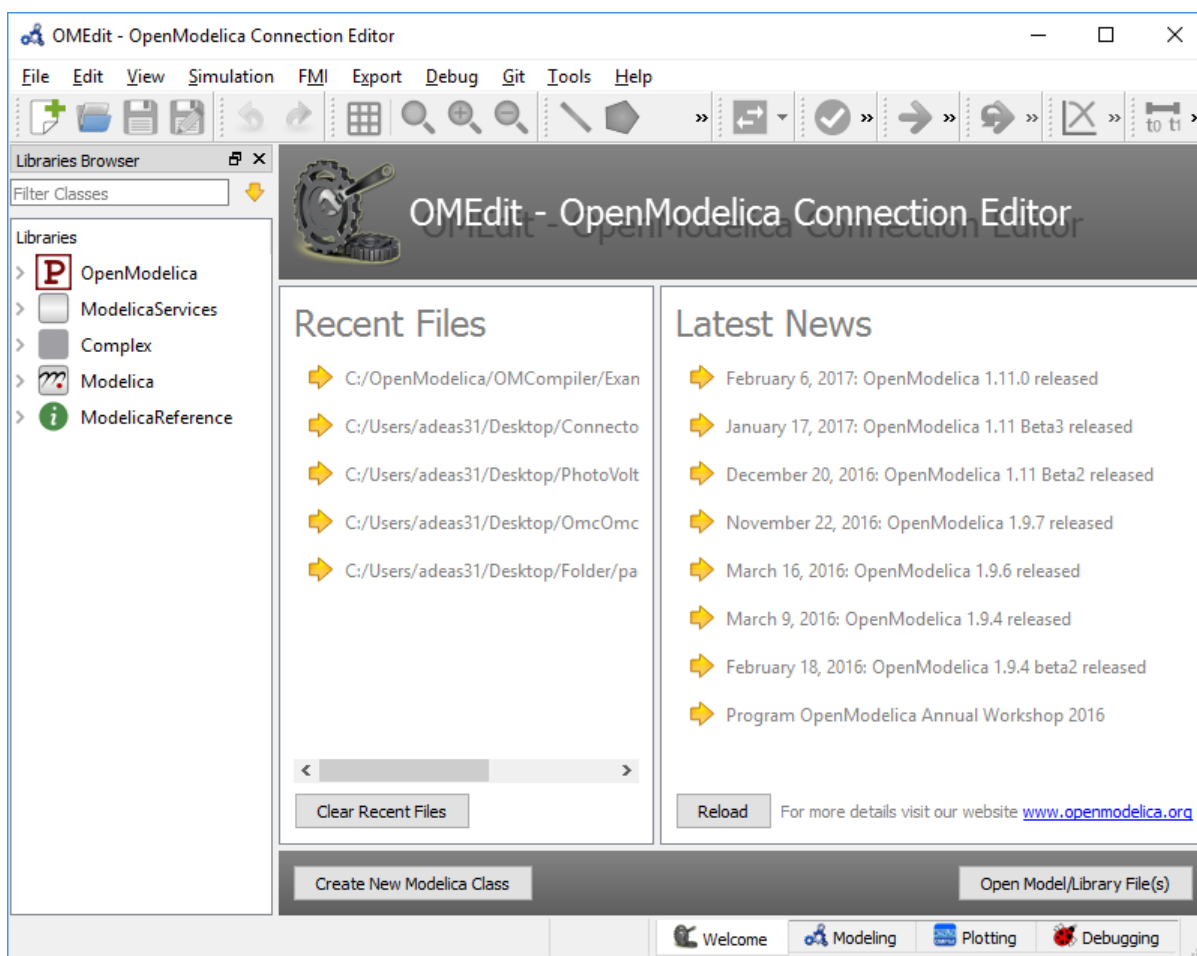 OMEdit - OpenModelica Connection Editor
File Edit View Simulation FMI Export Debug Git Tools Help
» » » » » t0 t1 »
Libraries Browser
Filter Classes
Libraries
OpenModelica
ModelicaServices
Complex
Modelica
ModelicaReference
OMEdit - OpenModelica Connection Editor
Recent Files
C:/OpenModelica/OMCompiler/Exan
C:/Users/adeas31/Desktop/Connecto
C:/Users/adeas31/Desktop/PhotoVolt
C:/Users/adeas31/Desktop/OmcOmc
C:/Users/adeas31/Desktop/Folder/pa
Clear Recent Files
Latest News
February 6, 2017: OpenModelica 1.11.0 released
January 17, 2017: OpenModelica 1.11 Beta3 released
December 20, 2016: OpenModelica 1.11 Beta2 released
November 22, 2016: OpenModelica 1.9.7 released
March 16, 2016: OpenModelica 1.9.6 released
March 9, 2016: OpenModelica 1.9.4 released
February 18, 2016: OpenModelica 1.9.4 beta2 released
Program OpenModelica Annual Workshop 2016
Reload For more details visit our website www.openmodelica.org
Create New Modelica Class Open Model/Library File(s)
Welcome Modeling Plotting Debugging